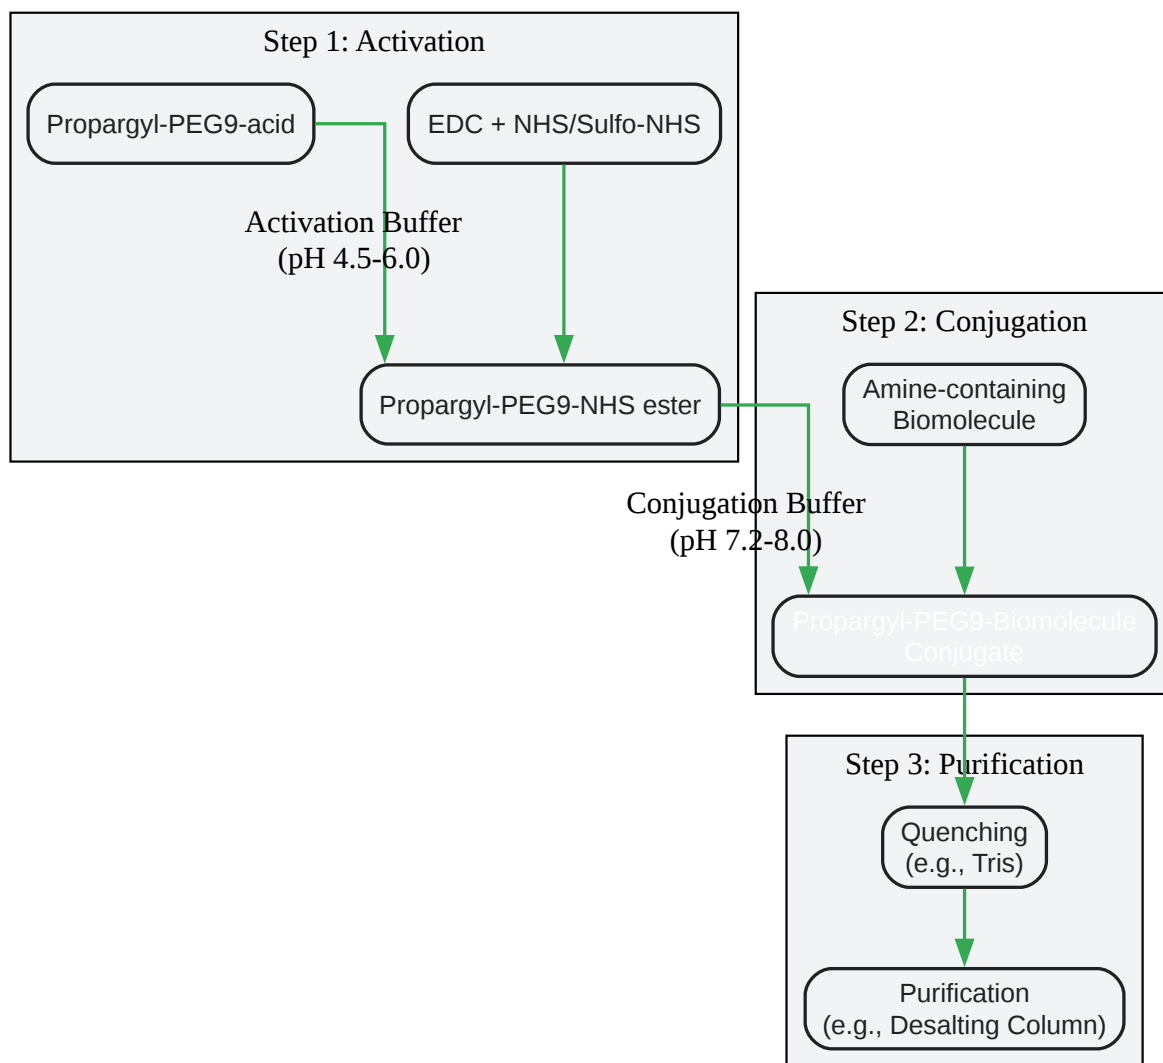 Step 1: Activation
Propargyl-PEG9-acid
EDC + NHS/Sulfo-NHS
Activation Buffer
(pH 4.5-6.0)
Propargyl-PEG9-NHS ester
Step 2: Conjugation
Amine-containing
Biomolecule
Conjugation Buffer
(pH 7.2-8.0)
Propargyl-PEG9-Biomolecule
Conjugate
Step 3: Purification
Quenching
(e.g., Tris)
Purification
(e.g., Desalting Column)